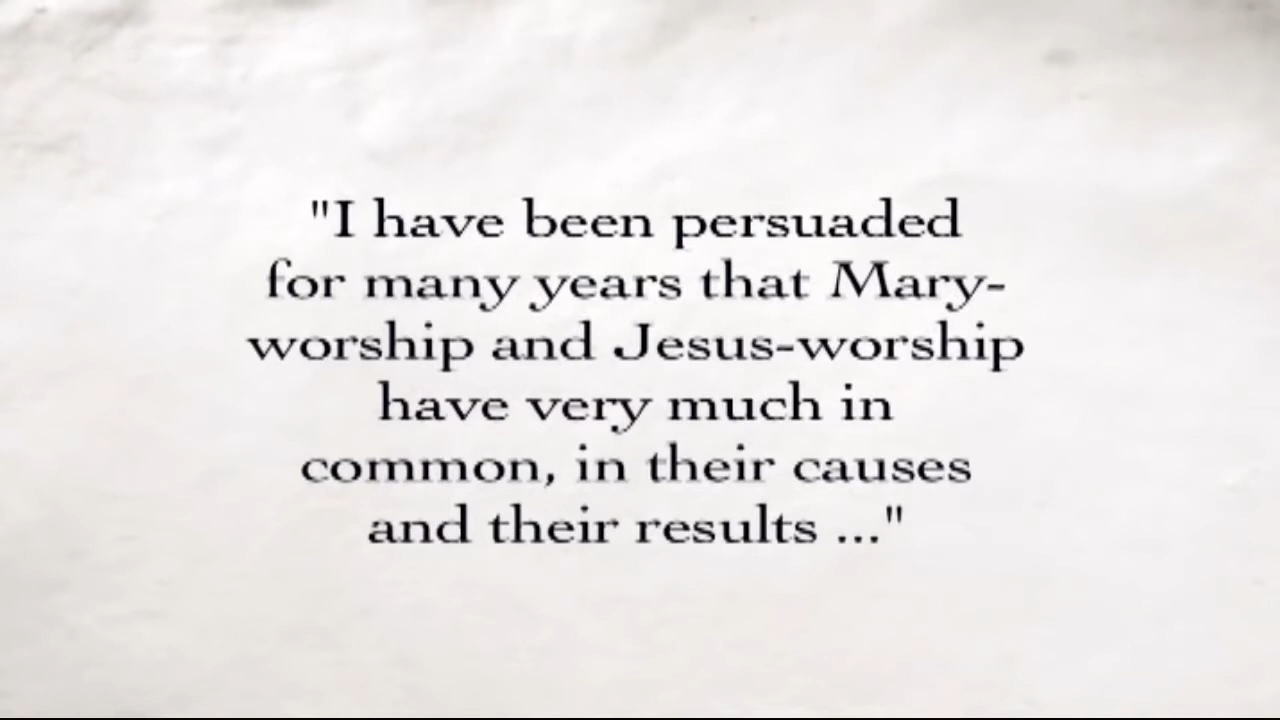 "I have been persuaded
for many years that Mary-
worship and Jesus-worship
have very much in
common, in their causes
and their results ..."